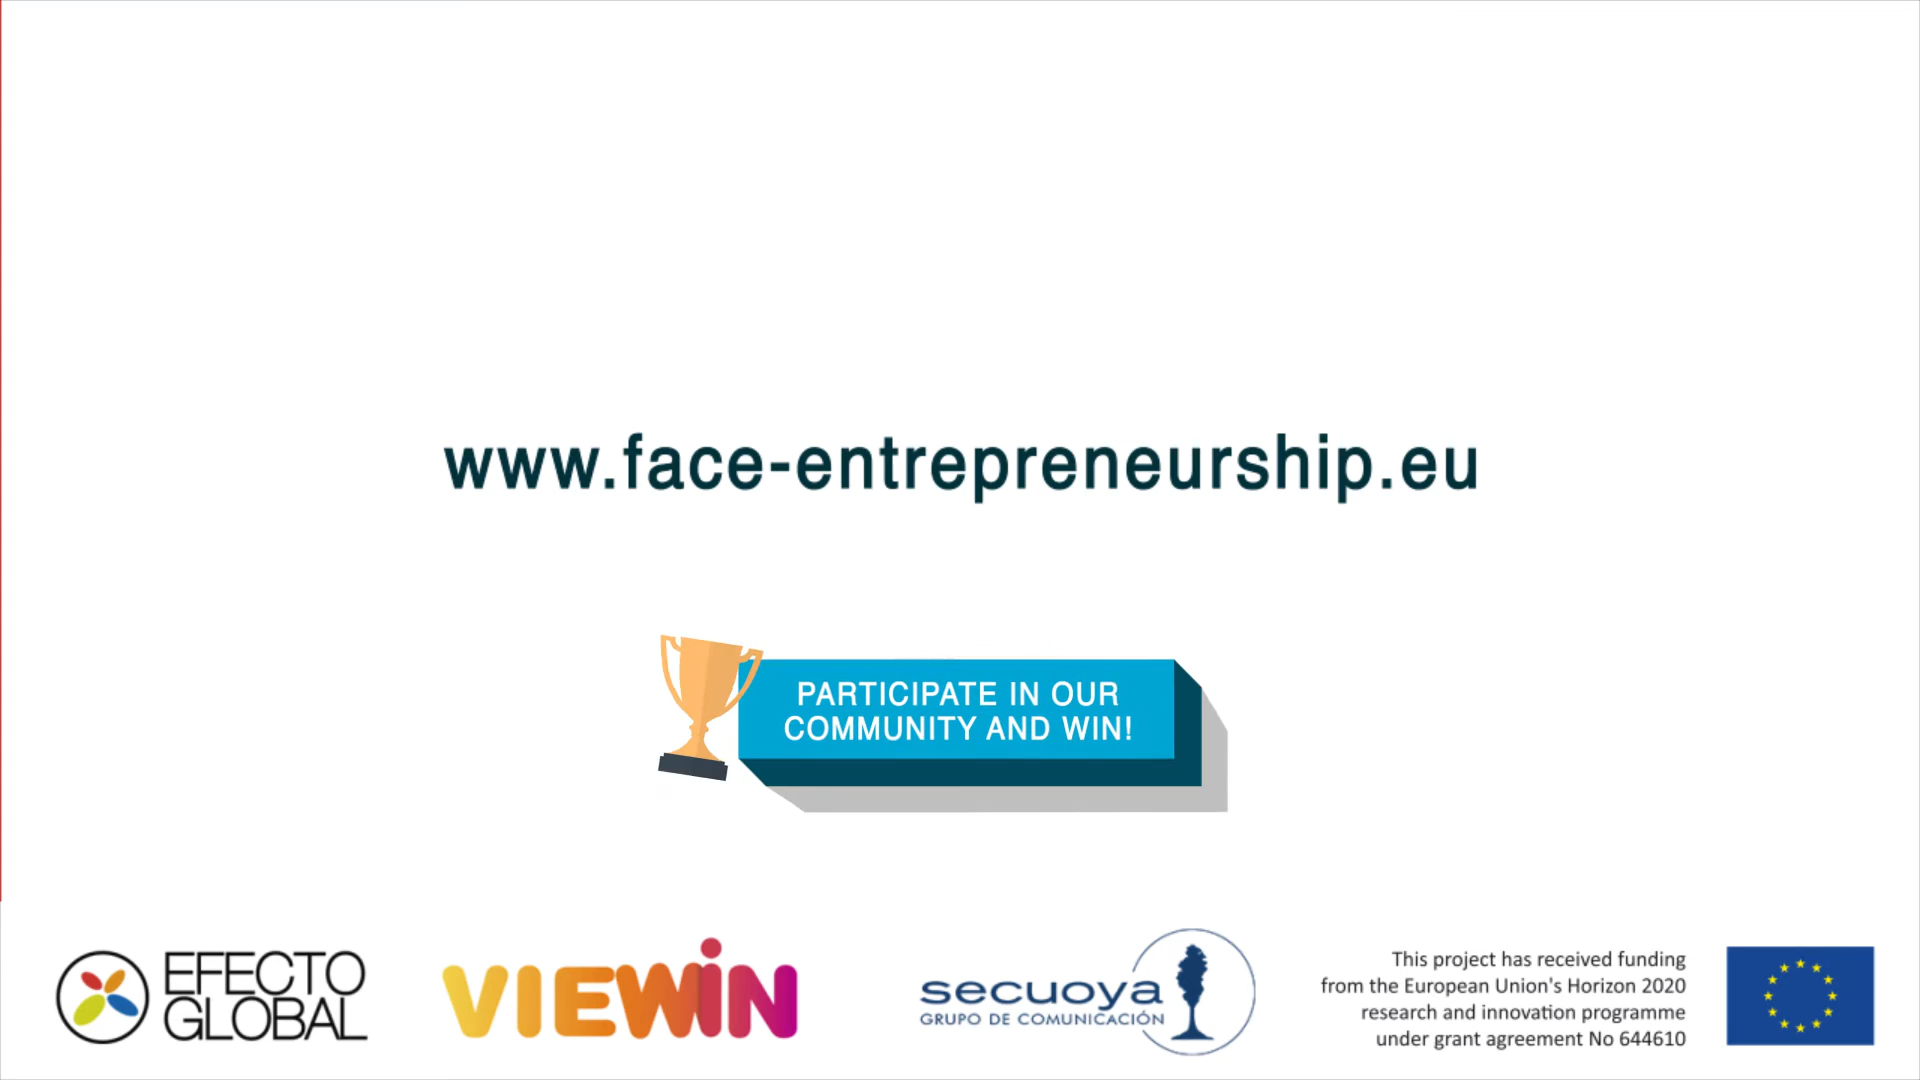 www.face-entrepreneurship.eu
PARTICIPATE IN OUR
COMMUNITY AND WIN!
EFECTO
GLOBAL
VIEWiN
secuoya
GRUPO DE COMUNICACIÓN
This project has received funding
from the European Union's Horizon 2020
research and innovation programme
under grant agreement No 644610